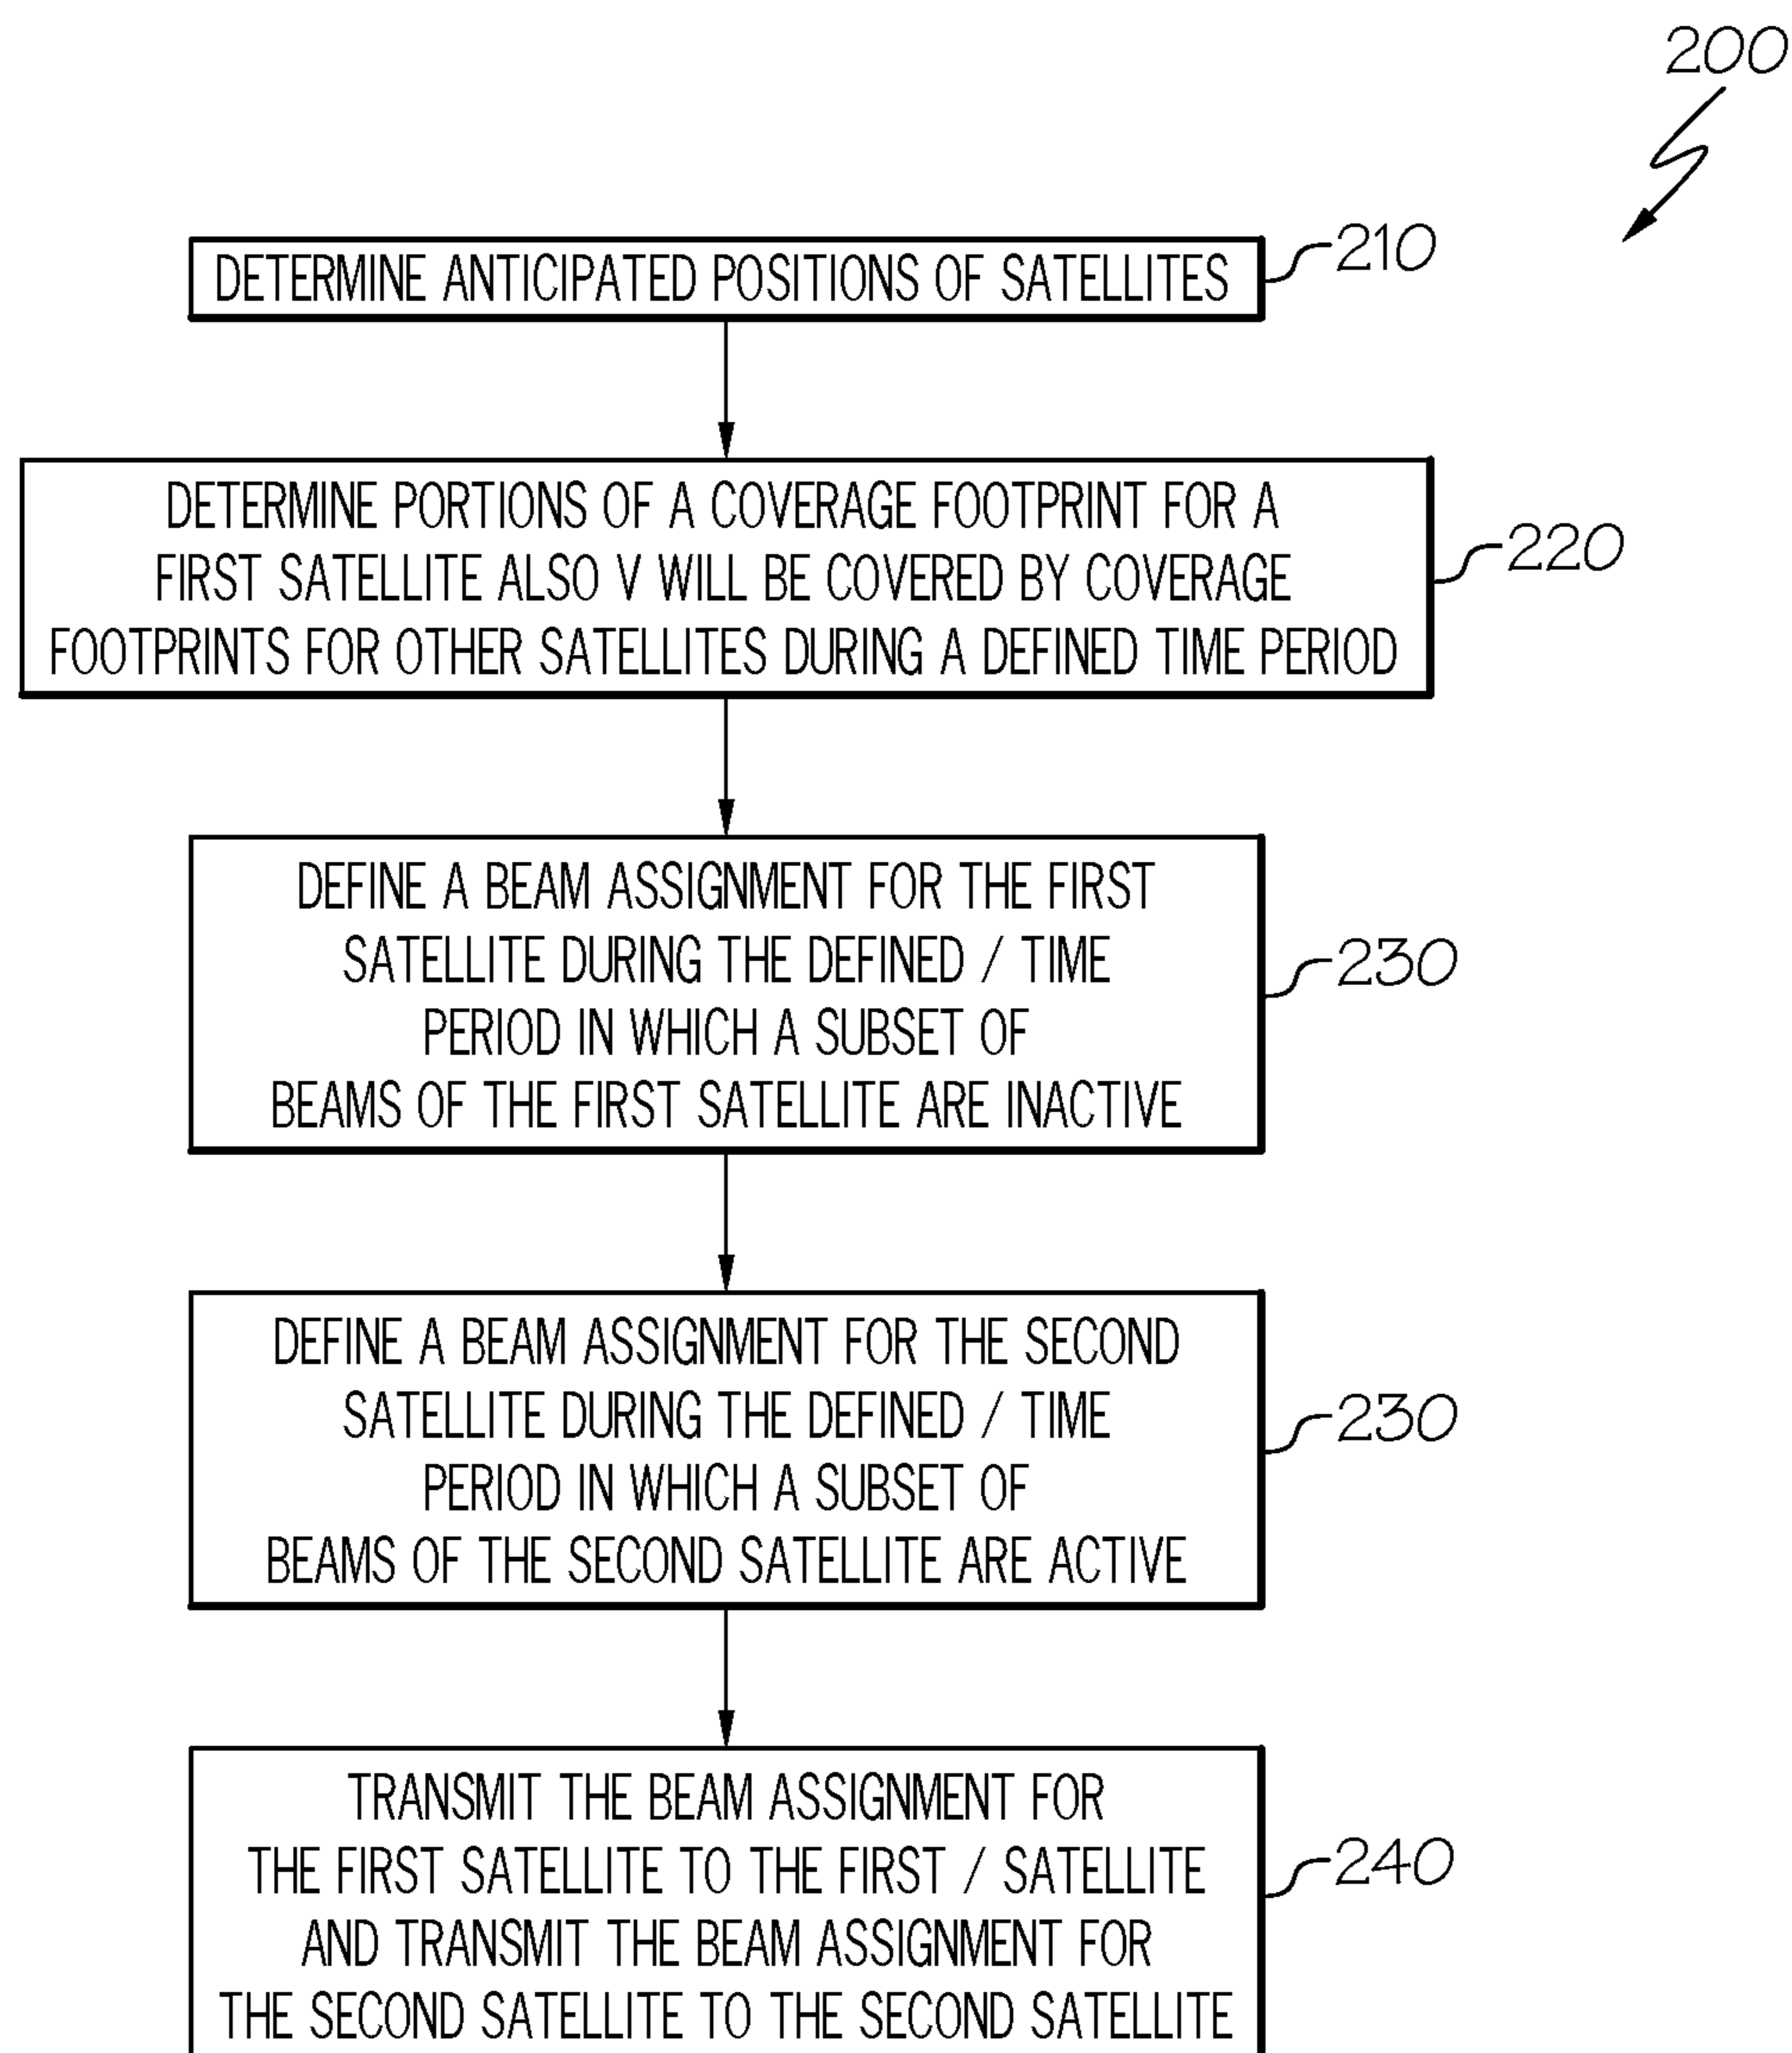 200
DETERMINE ANTICIPATED POSITIONS OF SATELLITES
210
DETERMINE PORTIONS OF A COVERAGE FOOTPRINT FOR A
FIRST SATELLITE ALSO V WILL BE COVERED BY COVERAGE
FOOTPRINTS FOR OTHER SATELLITES DURING A DEFINED TIME PERIOD
220
DEFINE A BEAM ASSIGNMENT FOR THE FIRST
SATELLITE DURING THE DEFINED / TIME
PERIOD IN WHICH A SUBSET OF
BEAMS OF THE FIRST SATELLITE ARE INACTIVE
230
DEFINE A BEAM ASSIGNMENT FOR THE SECOND
SATELLITE DURING THE DEFINED / TIME
PERIOD IN WHICH A SUBSET OF
BEAMS OF THE SECOND SATELLITE ARE ACTIVE
230
TRANSMIT THE BEAM ASSIGNMENT FOR
THE FIRST SATELLITE TO THE FIRST / SATELLITE
AND TRANSMIT THE BEAM ASSIGNMENT FOR
THE SECOND SATELLITE TO THE SECOND SATELLITE
240